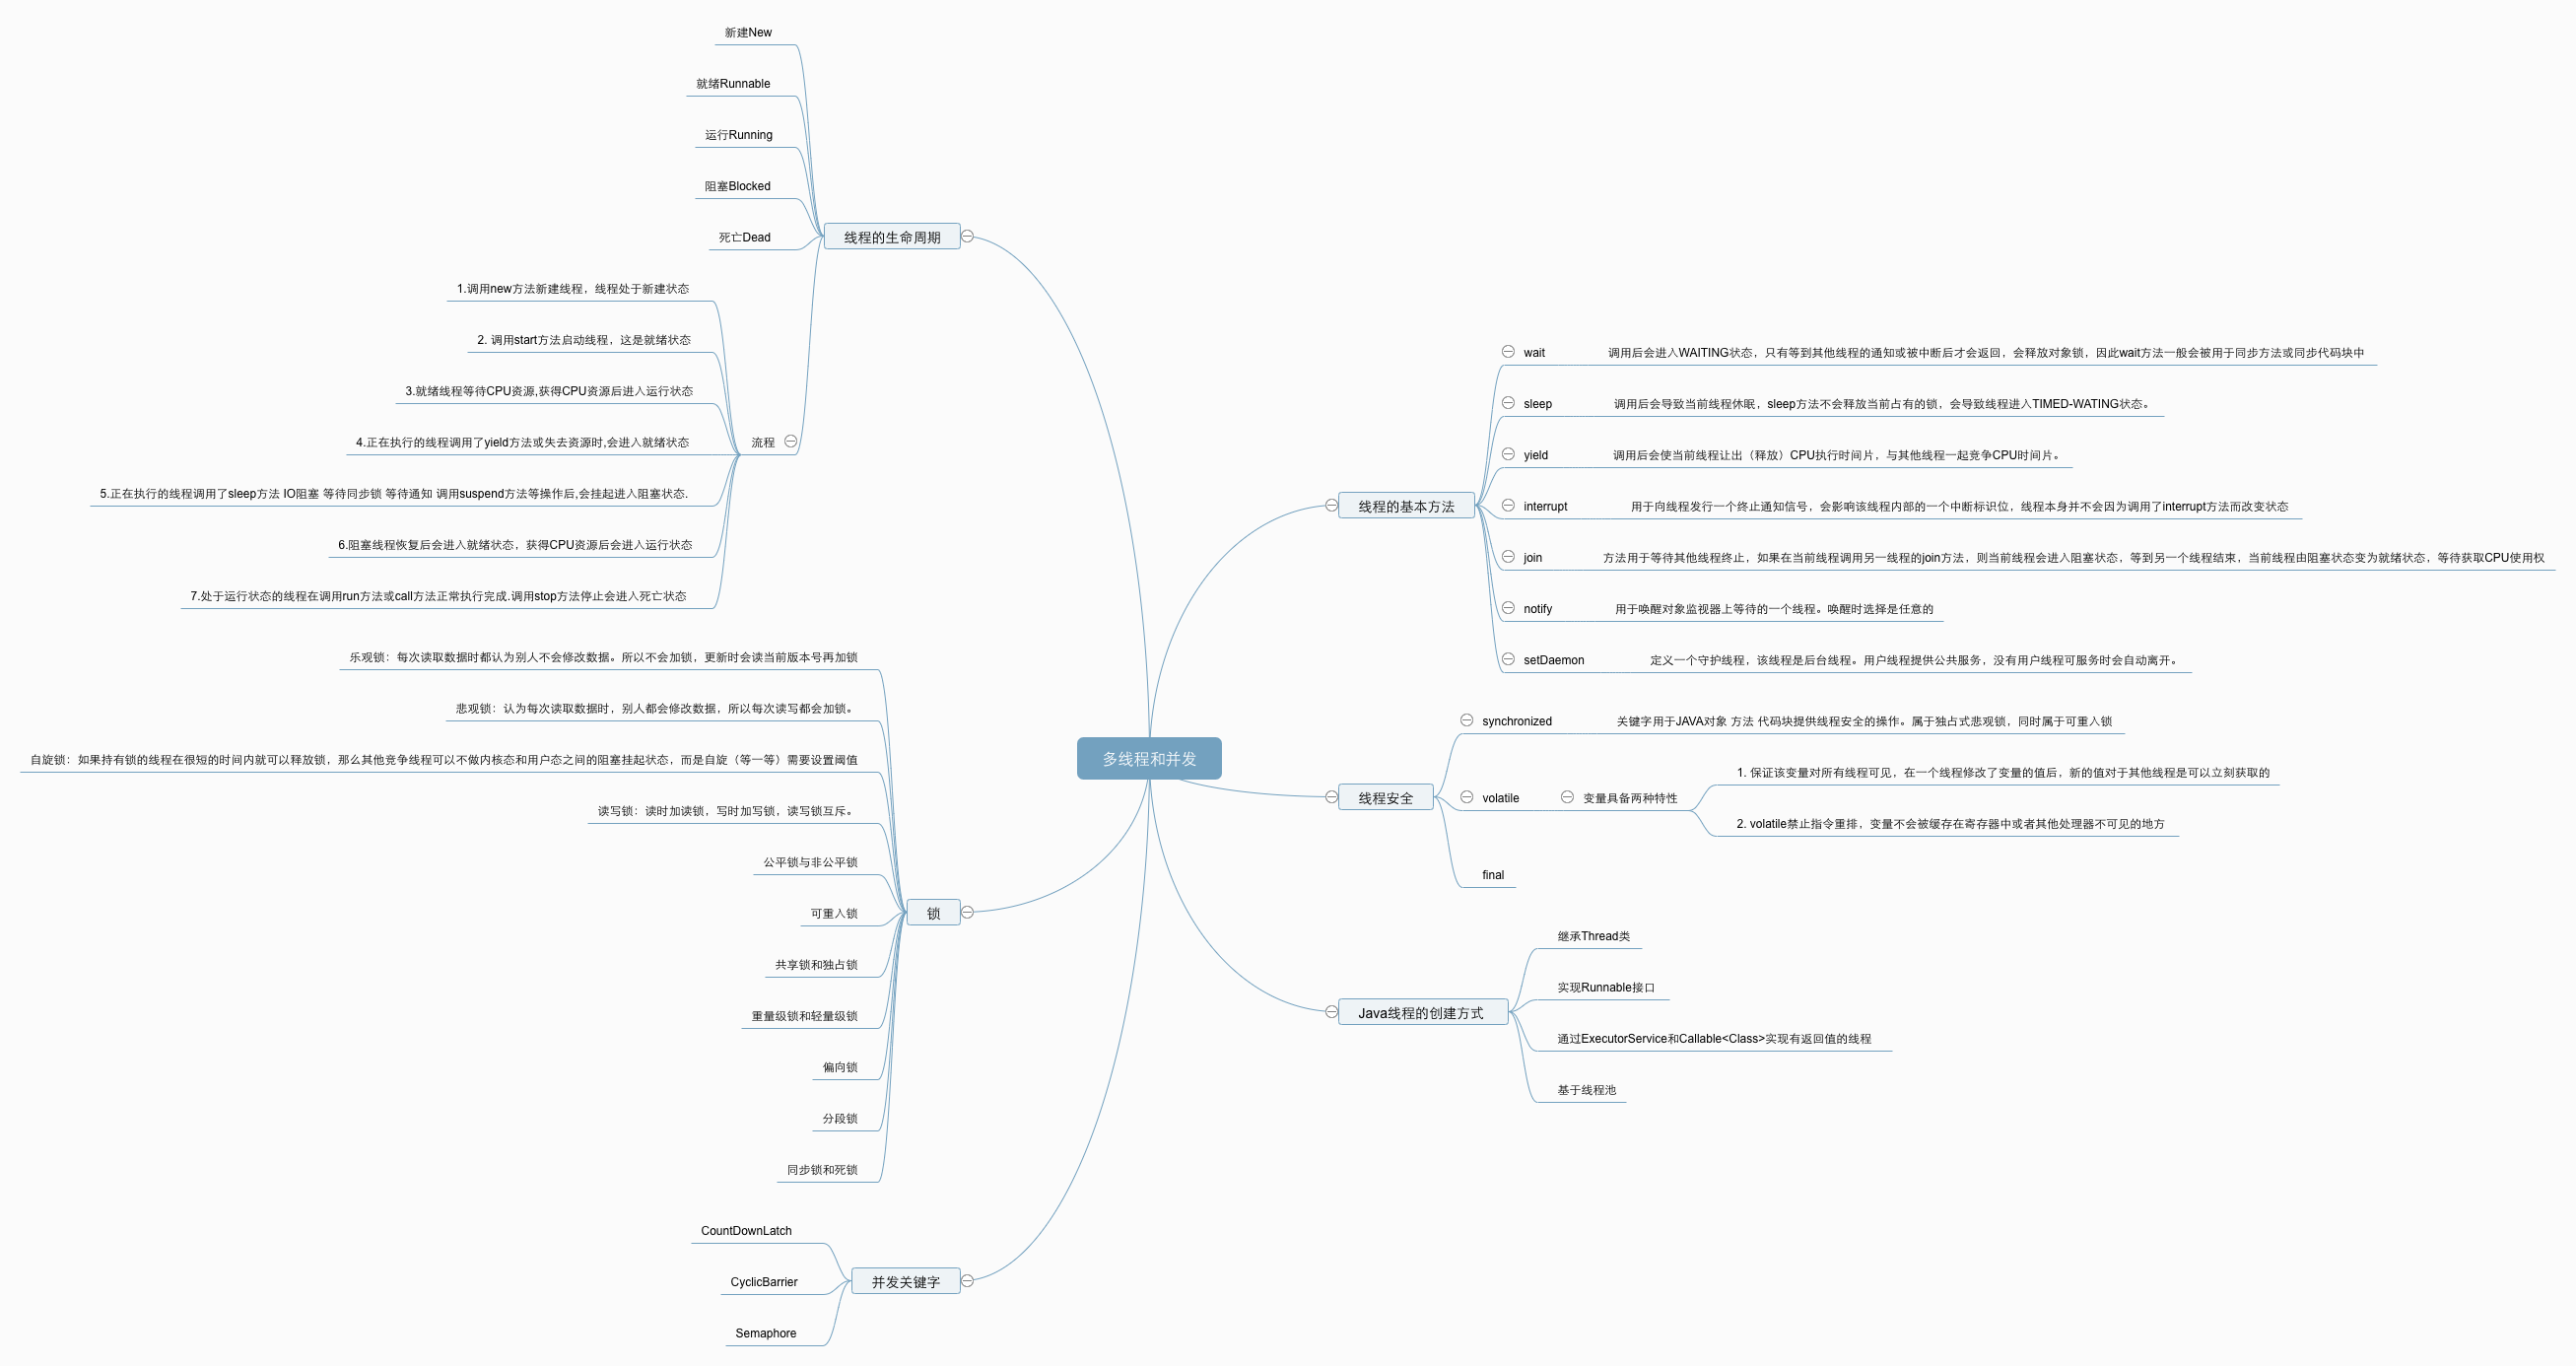 多线程和并发
线程的生命周期
新建New
就绪Runnable
运行Running
阻塞Blocked
死亡Dead
流程
1.调用new方法新建线程，线程处于新建状态
2. 调用start方法启动线程，这是就绪状态
3.就绪线程等待CPU资源,获得CPU资源后进入运行状态
4.正在执行的线程调用了yield方法或失去资源时,会进入就绪状态
5.正在执行的线程调用了sleep方法 IO阻塞 等待同步锁 等待通知 调用suspend方法等操作后,会挂起进入阻塞状态.
6.阻塞线程恢复后会进入就绪状态，获得CPU资源后会进入运行状态
7.处于运行状态的线程在调用run方法或call方法正常执行完成.调用stop方法停止会进入死亡状态
锁
乐观锁：每次读取数据时都认为别人不会修改数据。所以不会加锁，更新时会读当前版本号再加锁
悲观锁：认为每次读取数据时，别人都会修改数据，所以每次读写都会加锁。
自旋锁：如果持有锁的线程在很短的时间内就可以释放锁，那么其他竞争线程可以不做内核态和用户态之间的阻塞挂起状态，而是自旋（等一等）需要设置阈值
读写锁：读时加读锁，写时加写锁，读写锁互斥。
公平锁与非公平锁
可重入锁
共享锁和独占锁
重量级锁和轻量级锁
偏向锁
分段锁
同步锁和死锁
并发关键字
CountDownLatch
CyclicBarrier
Semaphore
线程的基本方法
wait
调用后会进入WAITING状态，只有等到其他线程的通知或被中断后才会返回，会释放对象锁，因此wait方法一般会被用于同步方法或同步代码块中
sleep
调用后会导致当前线程休眠，sleep方法不会释放当前占有的锁，会导致线程进入TIMED-WATING状态。
yield
调用后会使当前线程让出（释放）CPU执行时间片，与其他线程一起竞争CPU时间片。
interrupt
用于向线程发行一个终止通知信号，会影响该线程内部的一个中断标识位，线程本身并不会因为调用了interrupt方法而改变状态
join
方法用于等待其他线程终止，如果在当前线程调用另一线程的join方法，则当前线程会进入阻塞状态，等到另一个线程结束，当前线程由阻塞状态变为就绪状态，等待获取CPU使用权
notify
用于唤醒对象监视器上等待的一个线程。唤醒时选择是任意的
setDaemon
定义一个守护线程，该线程是后台线程。用户线程提供公共服务，没有用户线程可服务时会自动离开。
线程安全
synchronized
关键字用于JAVA对象 方法 代码块提供线程安全的操作。属于独占式悲观锁，同时属于可重入锁
volatile
变量具备两种特性
1. 保证该变量对所有线程可见，在一个线程修改了变量的值后，新的值对于其他线程是可以立刻获取的
2. volatile禁止指令重排，变量不会被缓存在寄存器中或者其他处理器不可见的地方
final
Java线程的创建方式
继承Thread类
实现Runnable接口
通过ExecutorService和Callable<Class>实现有返回值的线程
基于线程池